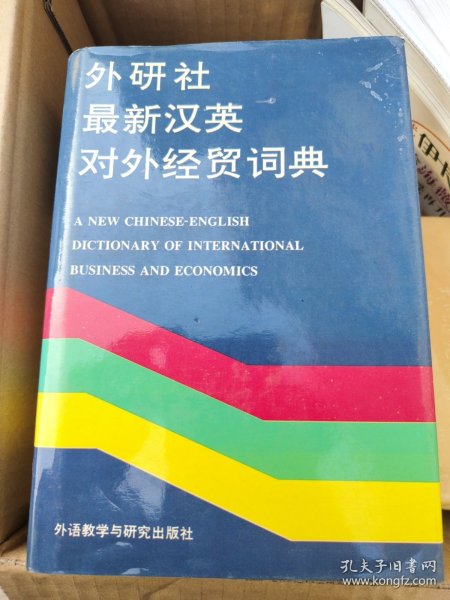 外研社
最新汉英
对外经贸词典
A NEW CHINESE-ENGLISH
DICTIONARY OF INTERNATIONAL
BUSINESS AND ECONOMICS
外语教学与研究出版社
伊
孔夫子旧书网
www.kongfz.com